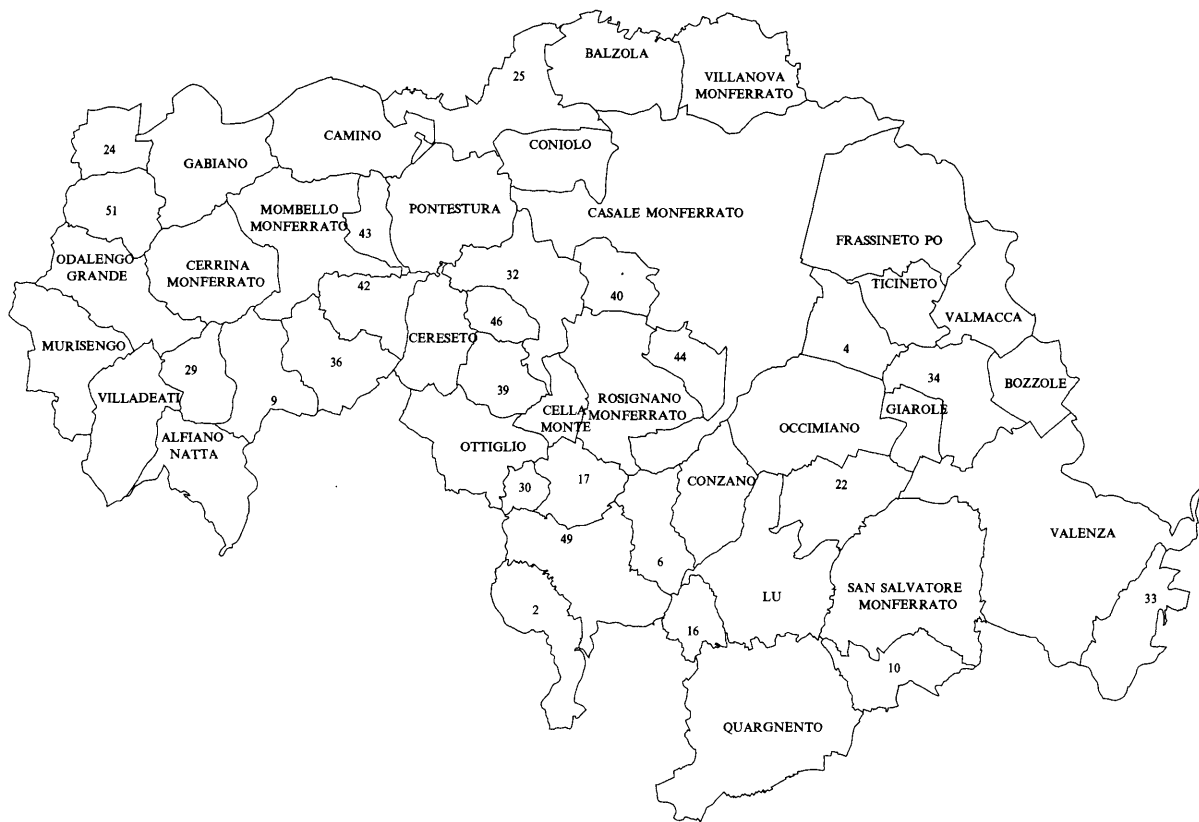 BALZOLA
25
VILLANOVA
MONFERRATO
CAMINO
CONIOLO
24
GABIANO
51
MOMBELLO
MONFERRATO
PONTESTURA
CASALE MONFERRATO
43
FRASSINETO PO
ODALENGO
GRANDE
CERRINA
MONFERRATO
32
42
40
TICINETO
46
VALMACCA
CERESETO
MURISENGO
4
44
29
36
34
39
BOZZOLE
VILLADEATI
9
ROSIGNANO
MONFERRATO
CELLA
MONTE
GIAROLE
OCCIMIANO
ALFIANO
NATTA
OTTIGLIO
17
CONZANO
30
22
49
VALENZA
6
SAN SALVATORE
MONFERRATO
LU
33
2
16
10
QUARGNENTO